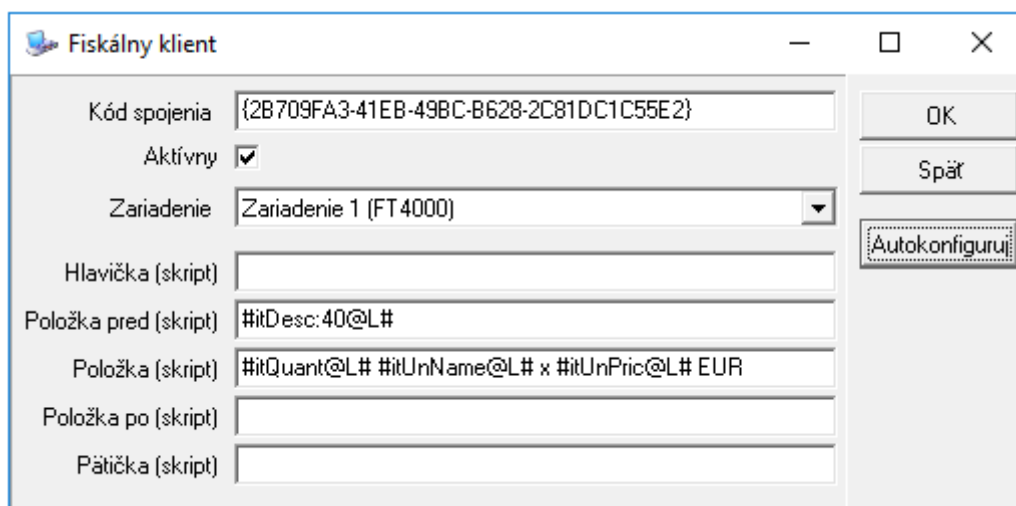 Fiskálny klient
Kód spojenia {2B709FA3-41EB-49BC-B628-2C81DC1C55E2}
OK
Aktívny
Späť
Zariadenie Zariadenie 1 (FT4000)
Autokonfiguruj
Hlavička (skript)
Položka pred (skript) #itDesc:40@L#
Položka (skript) #itQuant@L# #itUnName@L# x #itUnPric@L# EUR
Položka po (skript)
Pätička (skript)